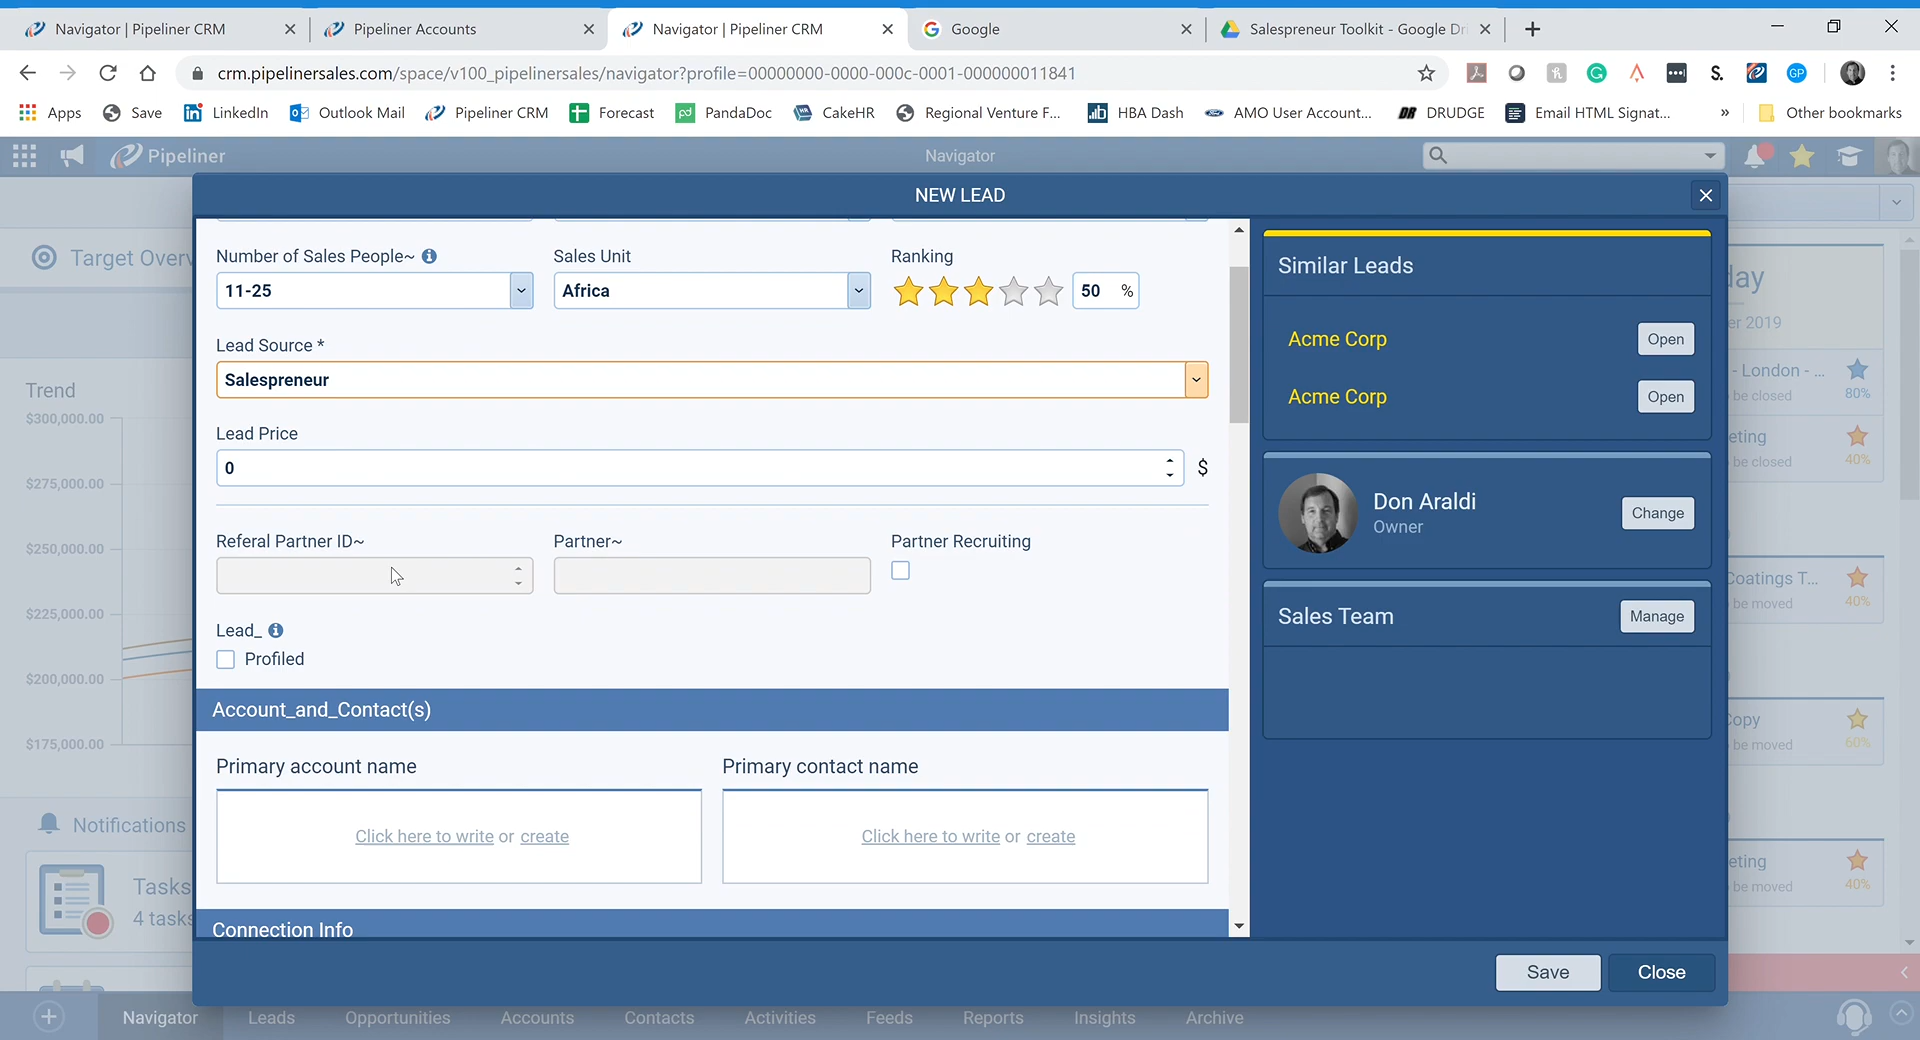 Navigator | Pipeliner CRM
Pipeliner Accounts
Navigator | Pipeliner CRM
Google
Salespreneur Toolkit - Google Dri
crm.pipelinersales.com/space/v100_pipelinersales/navigator?profile=00000000-0000-000c-0001-000000011841
Apps
Save
LinkedIn
Outlook Mail
Pipeliner CRM
Forecast
PandaDoc
CakeHR
Regional Venture F...
HBA Dash
AMO User Account...
DRUDGE
Email HTML Signat...
»
Other bookmarks
Pipeliner
Navigator
NEW LEAD
Target Overv
Trend
$300,000.00
$275,000.00
$250,000.00
$225,000.00
$200,000.00
$175,000.00
Notifications
Tasks
4 tasks
Number of Sales People~
11-25
Sales Unit
Africa
Ranking
50 %
Lead Source *
Salespreneur
Lead Price
0
$
Referal Partner ID~
Partner~
Partner Recruiting
Lead_
Profiled
Account_and_Contact(s)
Primary account name
Click here to write or create
Primary contact name
Click here to write or create
Connection Info
Similar Leads
Acme Corp
Open
Acme Corp
Open
Don Araldi
Owner
Change
Sales Team
Manage
Save
Close
day
er 2019
- London - ...
be closed
80%
eting
be closed
40%
Coatings T...
be moved
40%
Copy
be moved
60%
eting
be moved
40%
Navigator
Leads
Opportunities
Accounts
Contacts
Activities
Feeds
Reports
Insights
Archive